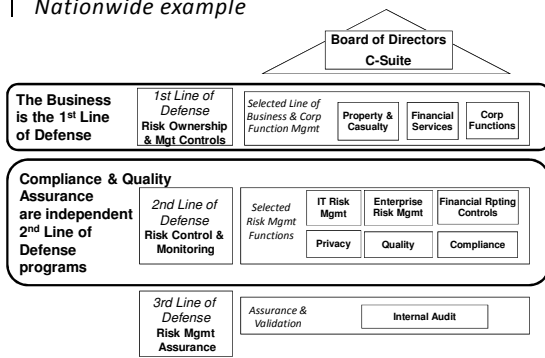 Nationwide example
Board of Directors
C-Suite
The Business
is the 1st Line
of Defense
1st Line of
Defense
Risk Ownership
& Mgt Controls
Selected Line of
Business & Corp
Function Mgmt
Property &
Casualty
Financial
Services
Corp
Functions
Compliance & Quality
Assurance
are independent
2nd Line of
Defense
programs
2nd Line of
Defense
Risk Control &
Monitoring
Selected
Risk Mgmt
Functions
IT Risk
Mgmt
Enterprise
Risk Mgmt
Financial Rpting
Controls
Privacy
Quality
Compliance
3rd Line of
Defense
Risk Mgmt
Assurance
Assurance &
Validation
Internal Audit